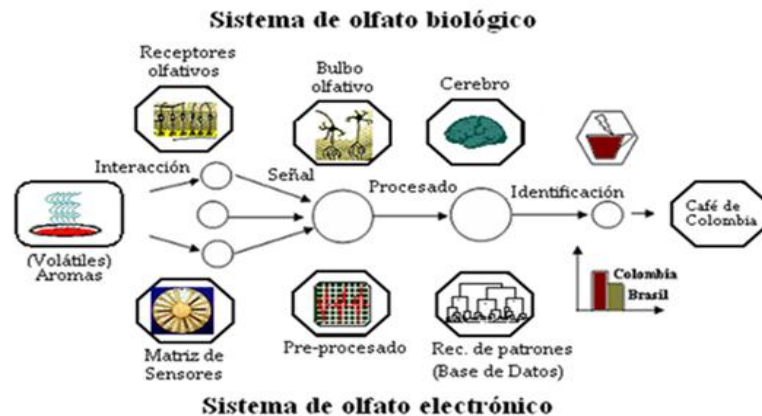 Sistema de olfato biológico
Receptores
olfativos
Bulbo
olfativo
Cerebro
Interacción
Señal
Procesado
Identificación
Café de
Colombia
(Volátiles)
Aromas
Colombia
Brasil
Matriz de
Sensores
Pre-procesado
Rec. de patrones
(Base de Datos)
Sistema de olfato electrónico